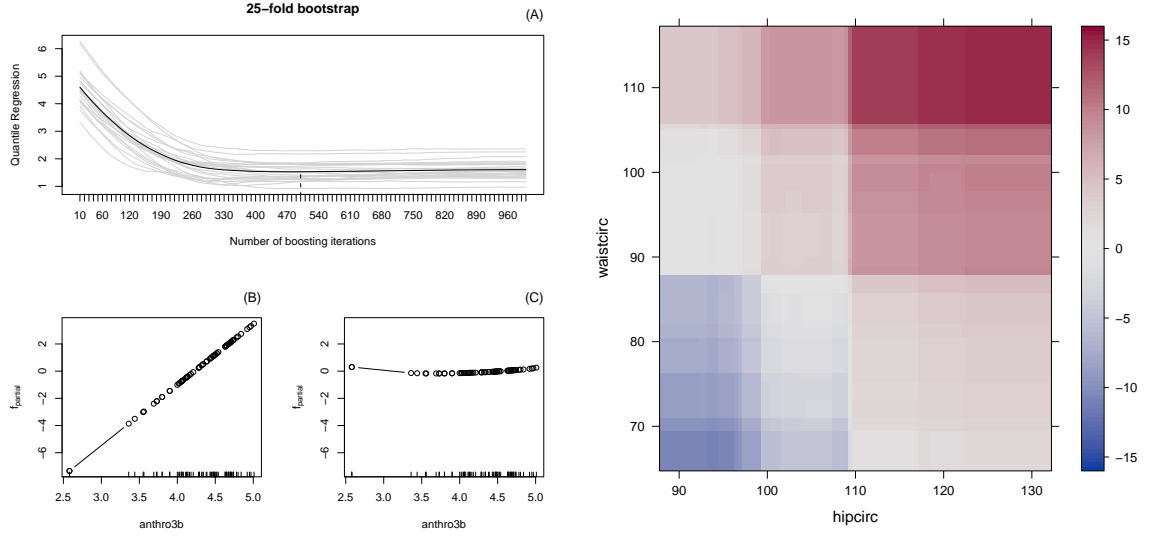 25−fold bootstrap
(A)
Quantile Regression
6
5
4
3
2
1
10 60 120 190 260 330 400 470 540 610 680 750 820 890 960
Number of boosting iterations
(B)
f partial
2
0
−2
−4
−6
2.5 3.0 3.5 4.0 4.5 5.0
anthro3b
(C)
f partial
2
0
−2
−4
−6
2.5 3.0 3.5 4.0 4.5 5.0
anthro3b
waistcirc
110
100
90
80
70
90 100 110 120 130
hipcirc
15
10
5
0
−5
−10
−15